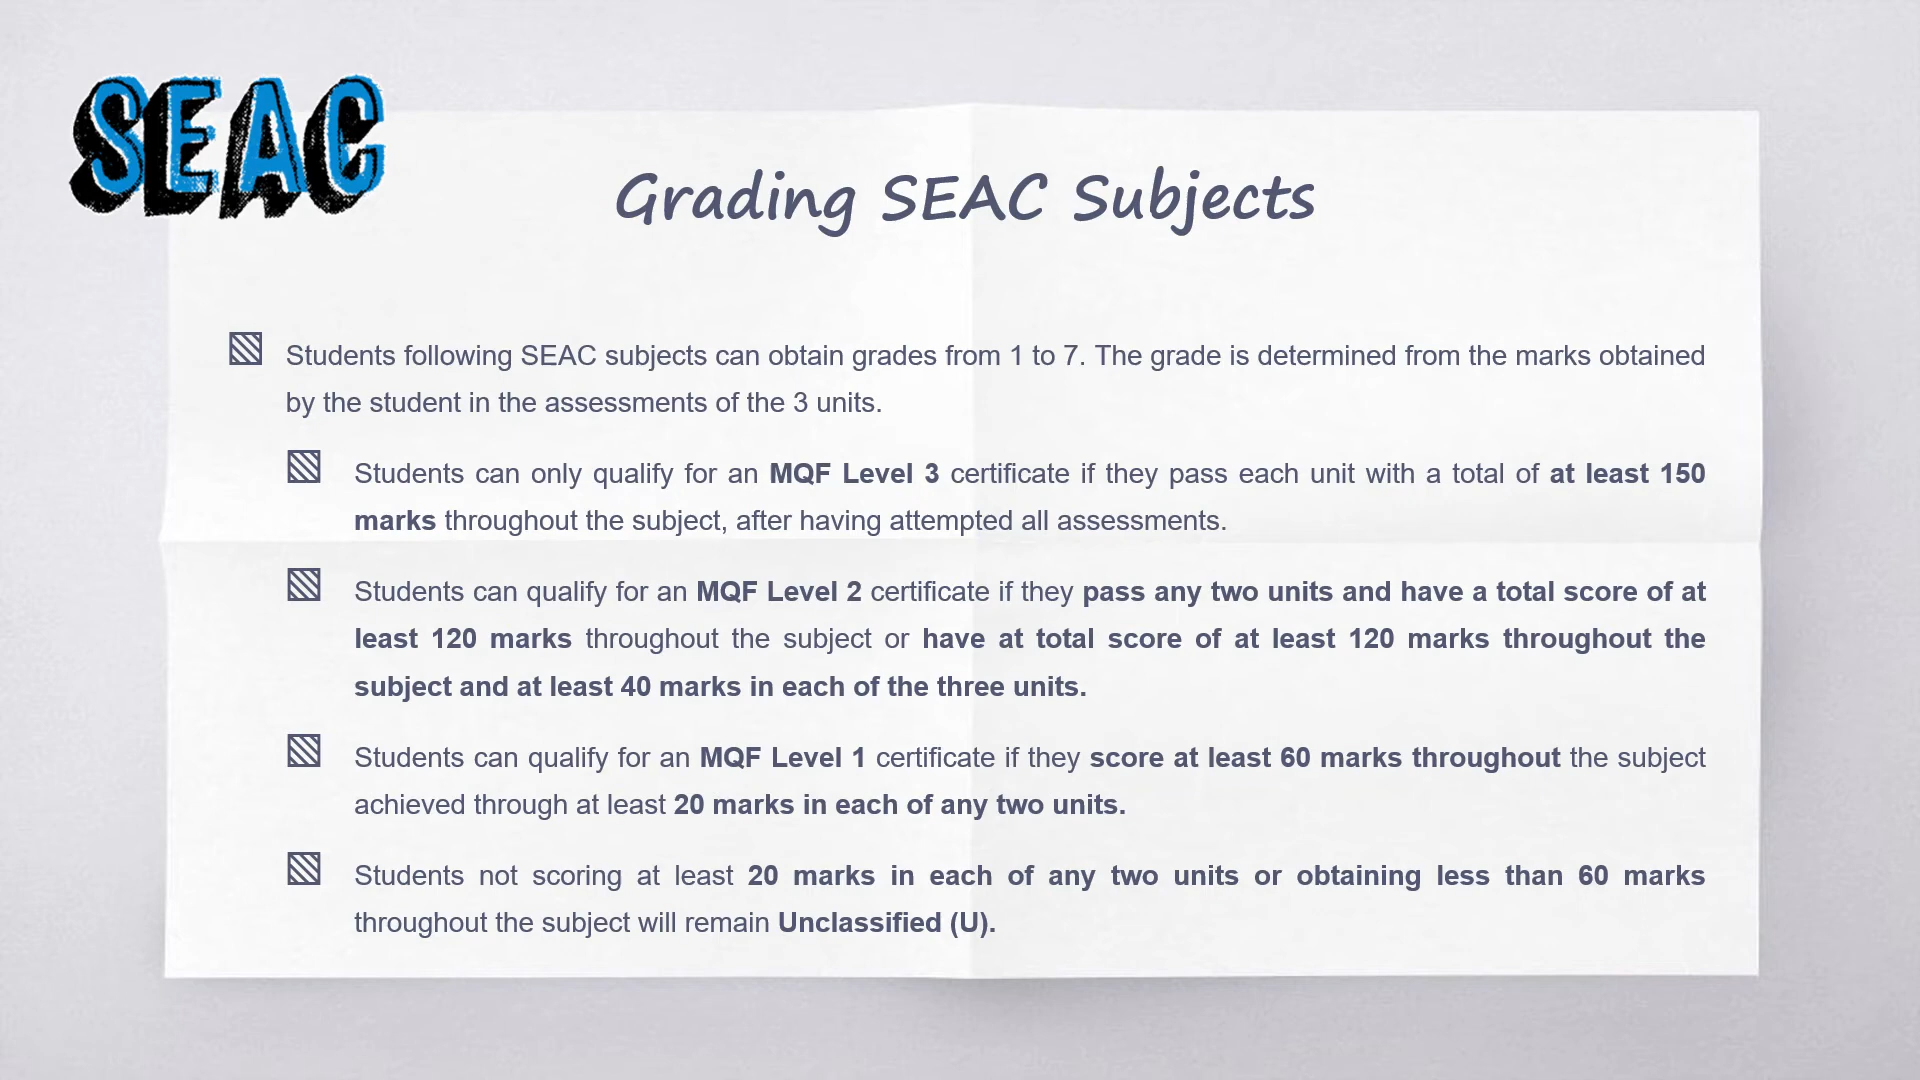 SEAC
Grading SEAC Subjects
Students following SEAC subjects can obtain grades from 1 to 7. The grade is determined from the marks obtained
by the student in the assessments of the 3 units.
Students can only qualify for an MQF Level 3 certificate if they pass each unit with a total of at least 150
marks throughout the subject, after having attempted all assessments.
Students can qualify for an MQF Level 2 certificate if they pass any two units and have a total score of at
least 120 marks throughout the subject or have at total score of at least 120 marks throughout the
subject and at least 40 marks in each of the three units.
Students can qualify for an MQF Level 1 certificate if they score at least 60 marks throughout the subject
achieved through at least 20 marks in each of any two units.
Students not scoring at least 20 marks in each of any two units or obtaining less than 60 marks
throughout the subject will remain Unclassified (U).